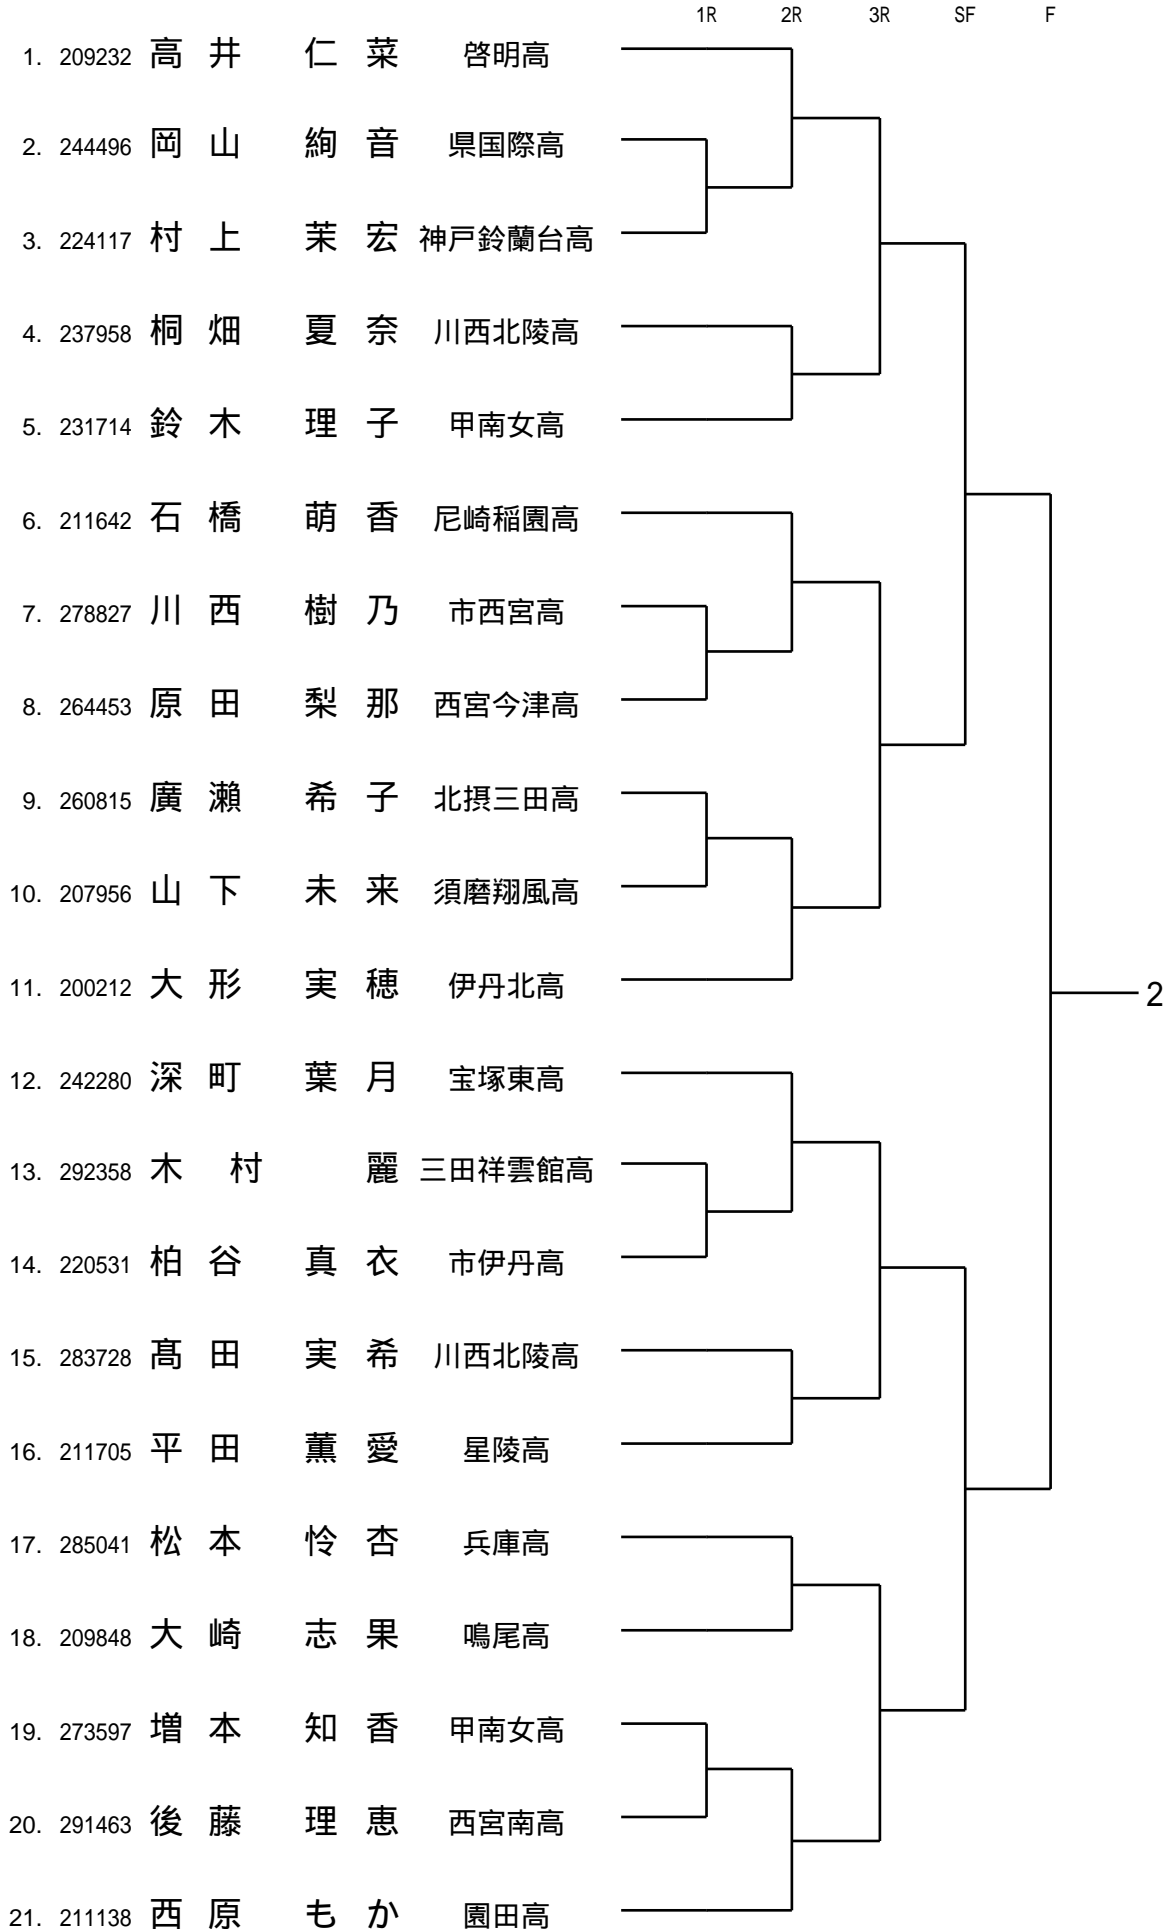 1R 2R 3R SF F
1. 209232 高井 仁菜 啓明高
2. 244496 岡山 絢音 県国際高
3. 224117 村上 茉宏 神戸鈴蘭台高
4. 237958 桐畑 夏奈 川西北陵高
5. 231714 鈴木 理子 甲南女高
6. 211642 石橋 萌香 尼崎稲園高
7. 278827 川西 樹乃 市西宮高
8. 264453 原田 梨那 西宮今津高
9. 260815 廣瀨 希子 北摂三田高
10. 207956 山下 未来 須磨翔風高
11. 200212 大形 実穂 伊丹北高
2
12. 242280 深町 葉月 宝塚東高
13. 292358 木村 麗 三田祥雲館高
14. 220531 柏谷 真衣 市伊丹高
15. 283728 髙田 実希 川西北陵高
16. 211705 平田 薫愛 星陵高
17. 285041 松本 怜杏 兵庫高
18. 209848 大崎 志果 鳴尾高
19. 273597 増本 知香 甲南女高
20. 291463 後藤 理恵 西宮南高
21. 211138 西原 もか 園田高